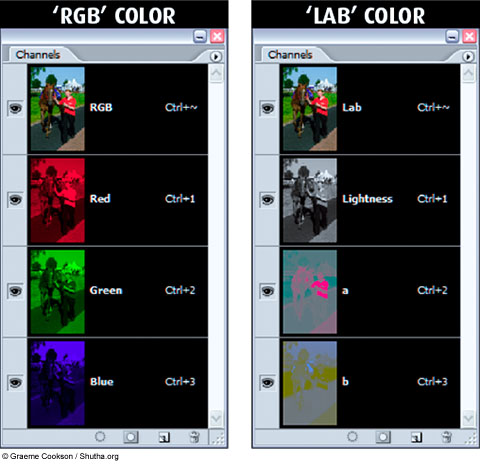 ‘RGB’ COLOR
Channels
RGB Ctrl+~
Red Ctrl+1
Green Ctrl+2
Blue Ctrl+3
‘LAB’ COLOR
Channels
Lab Ctrl+~
Lightness Ctrl+1
a Ctrl+2
b Ctrl+3
© Graeme Cookson / Shutha.org